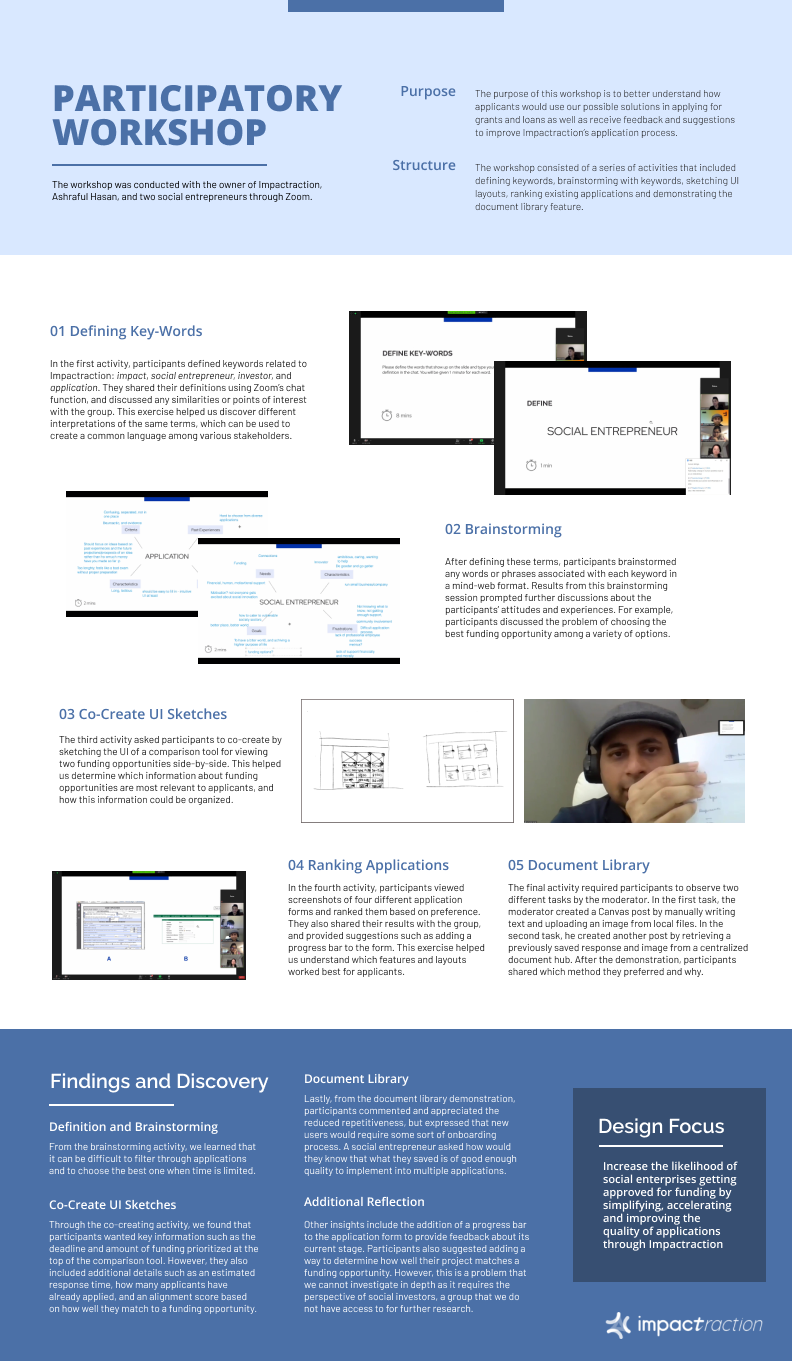 PARTICIPATORY
WORKSHOP
The workshop was conducted with the owner of Impactraction,
Ashraful Hasan, and two social entrepreneurs through Zoom.
Purpose
The purpose of this workshop is to better understand how
applicants would use our possible solutions in applying for
grants and loans as well as receive feedback and suggestions
to improve Impactraction's application process.
Structure
The workshop consisted of a series of activities that included
defining keywords, brainstorming with keywords, sketching UI
layouts, ranking existing applications and demonstrating the
document library feature.
01 Defining Key-Words
In the first activity, participants defined keywords related to
Impactraction: impact, social entrepreneur, investor, and
application. They shared their definitions using Zoom's chat
function, and discussed any similarities or points of interest
with the group. This exercise helped us discover different
interpretations of the same terms, which can be used to
create a common language among various stakeholders.
DEFINE KEY-WORDS
Please define the words that show up on the slide and type your
definition in the chat. You will be given 1 minute for each word.
8 mins
DEFINE
SOCIAL ENTREPRENEUR
1 min
APPLICATION
Criteria
Past Experiences
Characteristics
2 mins
SOCIAL ENTREPRENEUR
Needs
Characteristics
Goals
Funding
Connections
2 mins
02 Brainstorming
After defining these terms, participants brainstormed
any words or phrases associated with each keyword in
a mind-web format. Results from this brainstorming
session prompted further discussions about the
participants' attitudes and experiences. For example,
participants discussed the problem of choosing the
best funding opportunity among a variety of options.
03 Co-Create UI Sketches
The third activity asked participants to co-create by
sketching the UI of a comparison tool for viewing
two funding opportunities side-by-side. This helped
us determine which information about funding
opportunities are most relevant to applicants, and
how this information could be organized.
A
B
04 Ranking Applications
In the fourth activity, participants viewed
screenshots of four different application
forms and ranked them based on preference.
They also shared their results with the group,
and provided suggestions such as adding a
progress bar to the form. This exercise helped
us understand which features and layouts
worked best for applicants.
05 Document Library
The final activity required participants to observe two
different tasks by the moderator. In the first task, the
moderator created a Canvas post by manually writing
text and uploading an image from local files. In the
second task, he created another post by retrieving a
previously saved response and image from a centralized
document hub. After the demonstration, participants
shared which method they preferred and why.
Findings and Discovery
Definition and Brainstorming
From the brainstorming activity, we learned that
it can be difficult to filter through applications
and to choose the best one when time is limited.
Co-Create UI Sketches
Through the co-creating activity, we found that
participants wanted key information such as the
deadline and amount of funding prioritized at the
top of the comparison tool. However, they also
included additional details such as an estimated
response time, how many applicants have
already applied, and an alignment score based
on how well they match to a funding opportunity.
Document Library
Lastly, from the document library demonstration,
participants commented and appreciated the
reduced repetitiveness, but expressed that new
users would require some sort of onboarding
process. A social entrepreneur asked how would
they know that what they saved is of good enough
quality to implement into multiple applications.
Additional Reflection
Other insights include the addition of a progress bar
to the application form to provide feedback about its
current stage. Participants also suggested adding a
way to determine how well their project matches a
funding opportunity. However, this is a problem that
we cannot investigate in depth as it requires the
perspective of social investors, a group that we do
not have access to for further research.
Design Focus
Increase the likelihood of
social enterprises getting
approved for funding by
simplifying, accelerating
and improving the
quality of applications
through Impactraction
impactraction